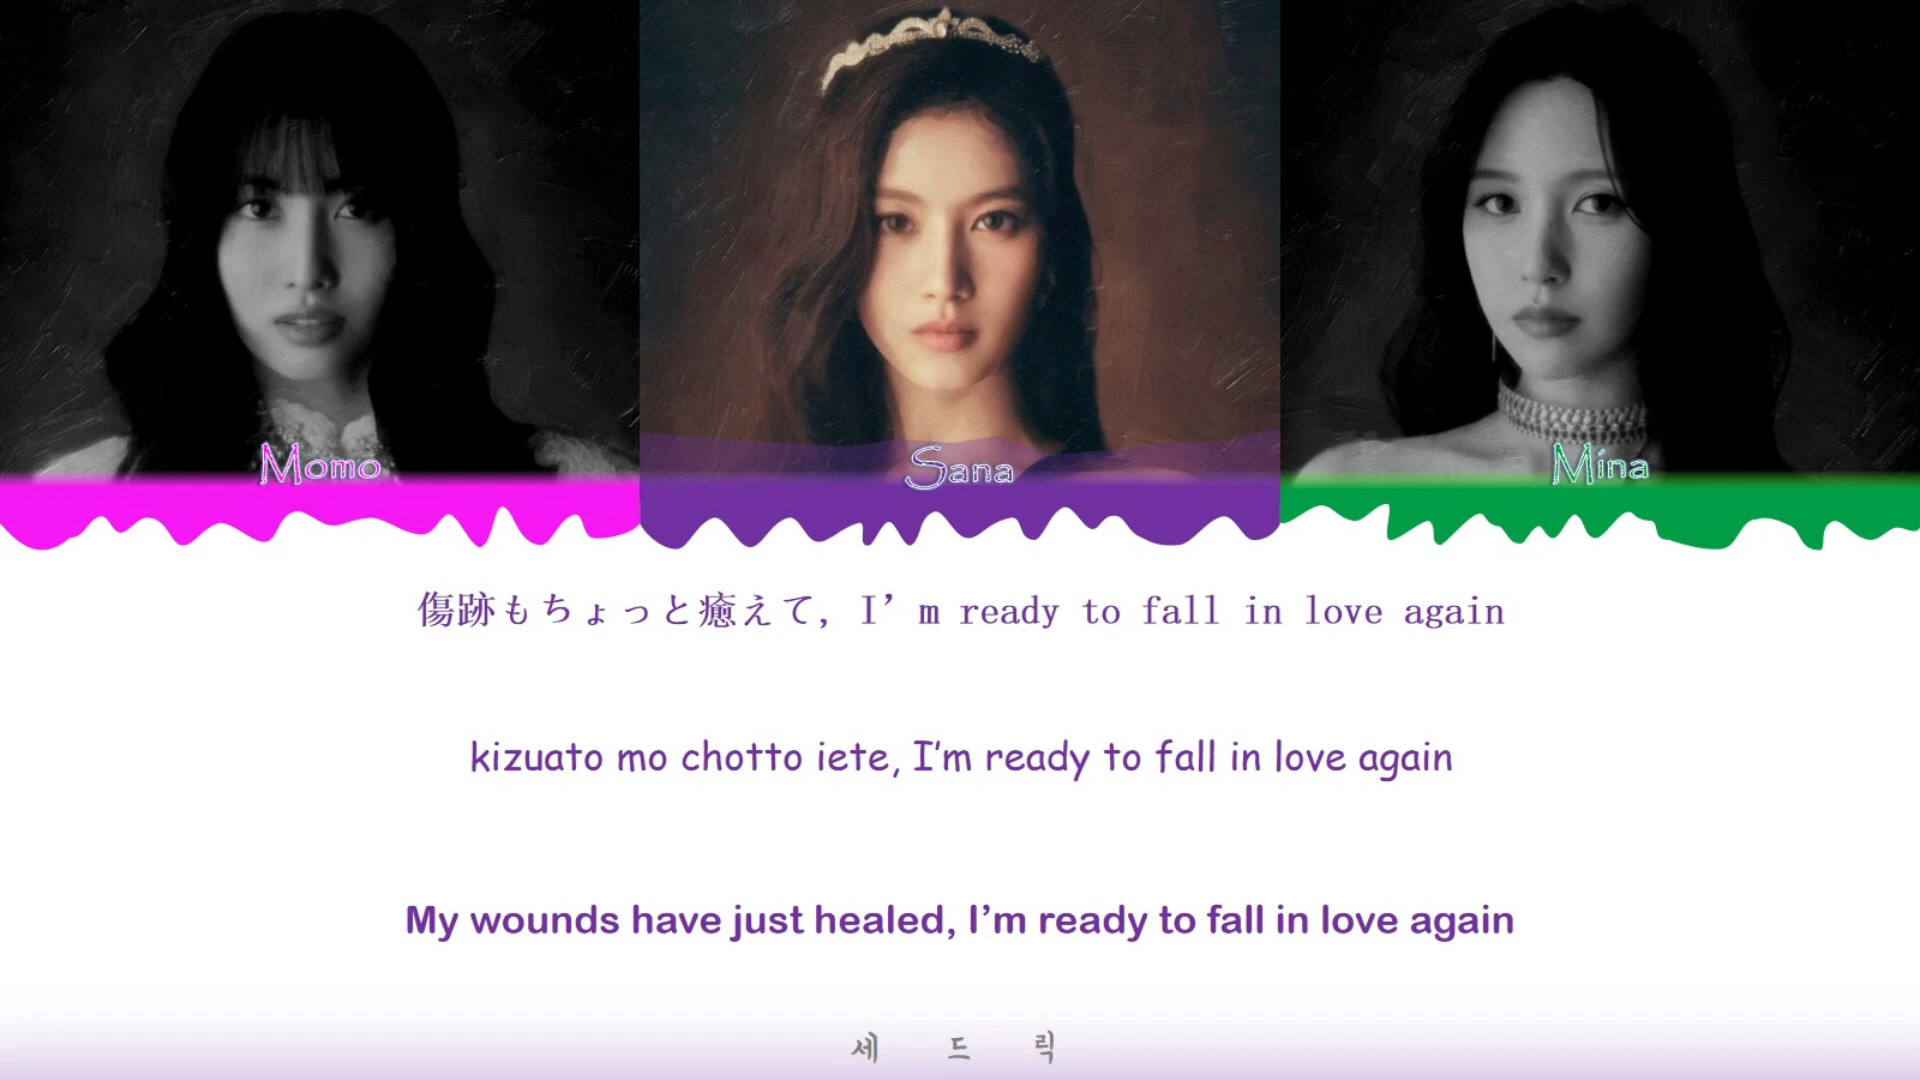 Momo
Sana
Mina
傷跡もちょっと癒えて, I’m ready to fall in love again
kizuato mo chotto iete, I’m ready to fall in love again
My wounds have just healed, I’m ready to fall in love again
세 드 릭